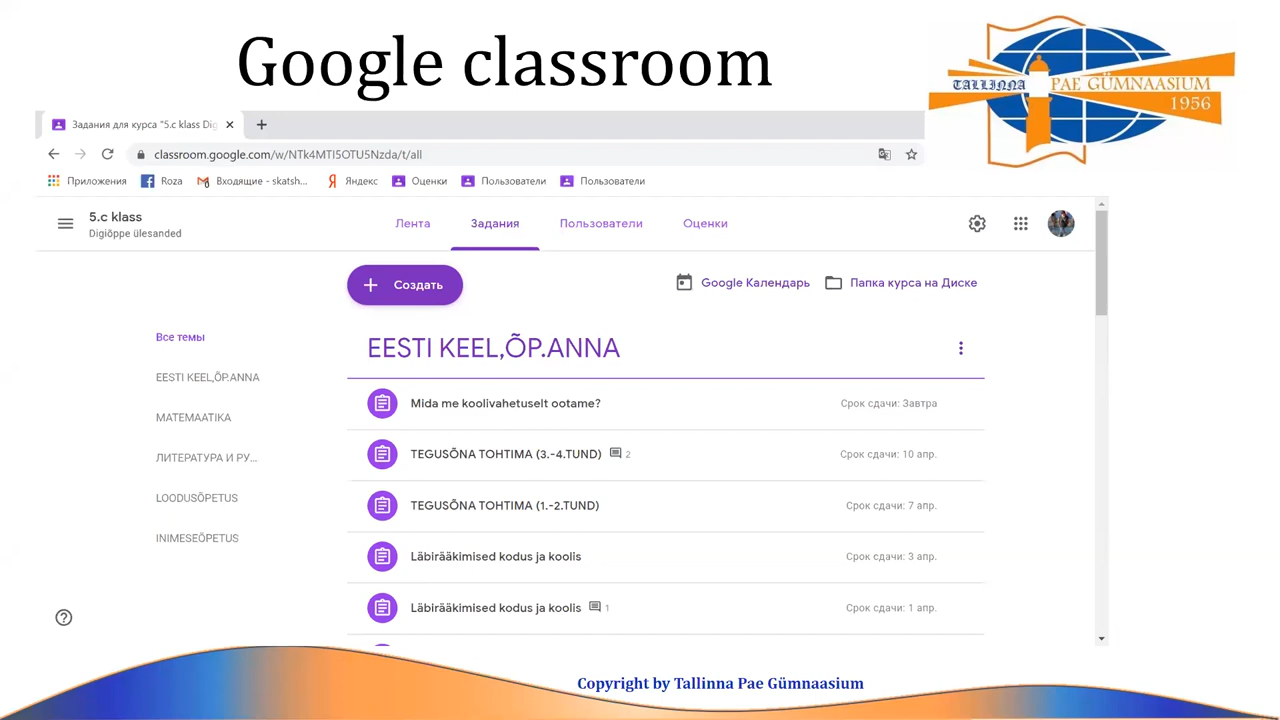 Google classroom
TALLINNA PAE GÜMNAASIUM
1956
Задания для курса "5.c klass Digi
classroom.google.com/w/NTk4MTI5OTU5Nzda/t/all
Приложения Roza Входящие - skatsh... Яндекс Оценки Пользователи Пользователи
5.c klass
Digiõppe ülesanded
Лента Задания Пользователи Оценки
Создать
Google Календарь Папка курса на Диске
Все темы
EESTI KEEL,ÕP.ANNA
MATEMAATIKA
ЛИТЕРАТУРА И РУ...
LOODUSÕPETUS
INIMESEÕPETUS
EESTI KEEL,ÕP.ANNA
Mida me koolivahetuselt ootame? Срок сдачи: Завтра
TEGUSÕNA TOHTIMA (3.-4.TUND) 2 Срок сдачи: 10 апр.
TEGUSÕNA TOHTIMA (1.-2.TUND) Срок сдачи: 7 апр.
Läbirääkimised kodus ja koolis Срок сдачи: 3 апр.
Läbirääkimised kodus ja koolis 1 Срок сдачи: 1 апр.
Copyright by Tallinna Pae Gümnaasium